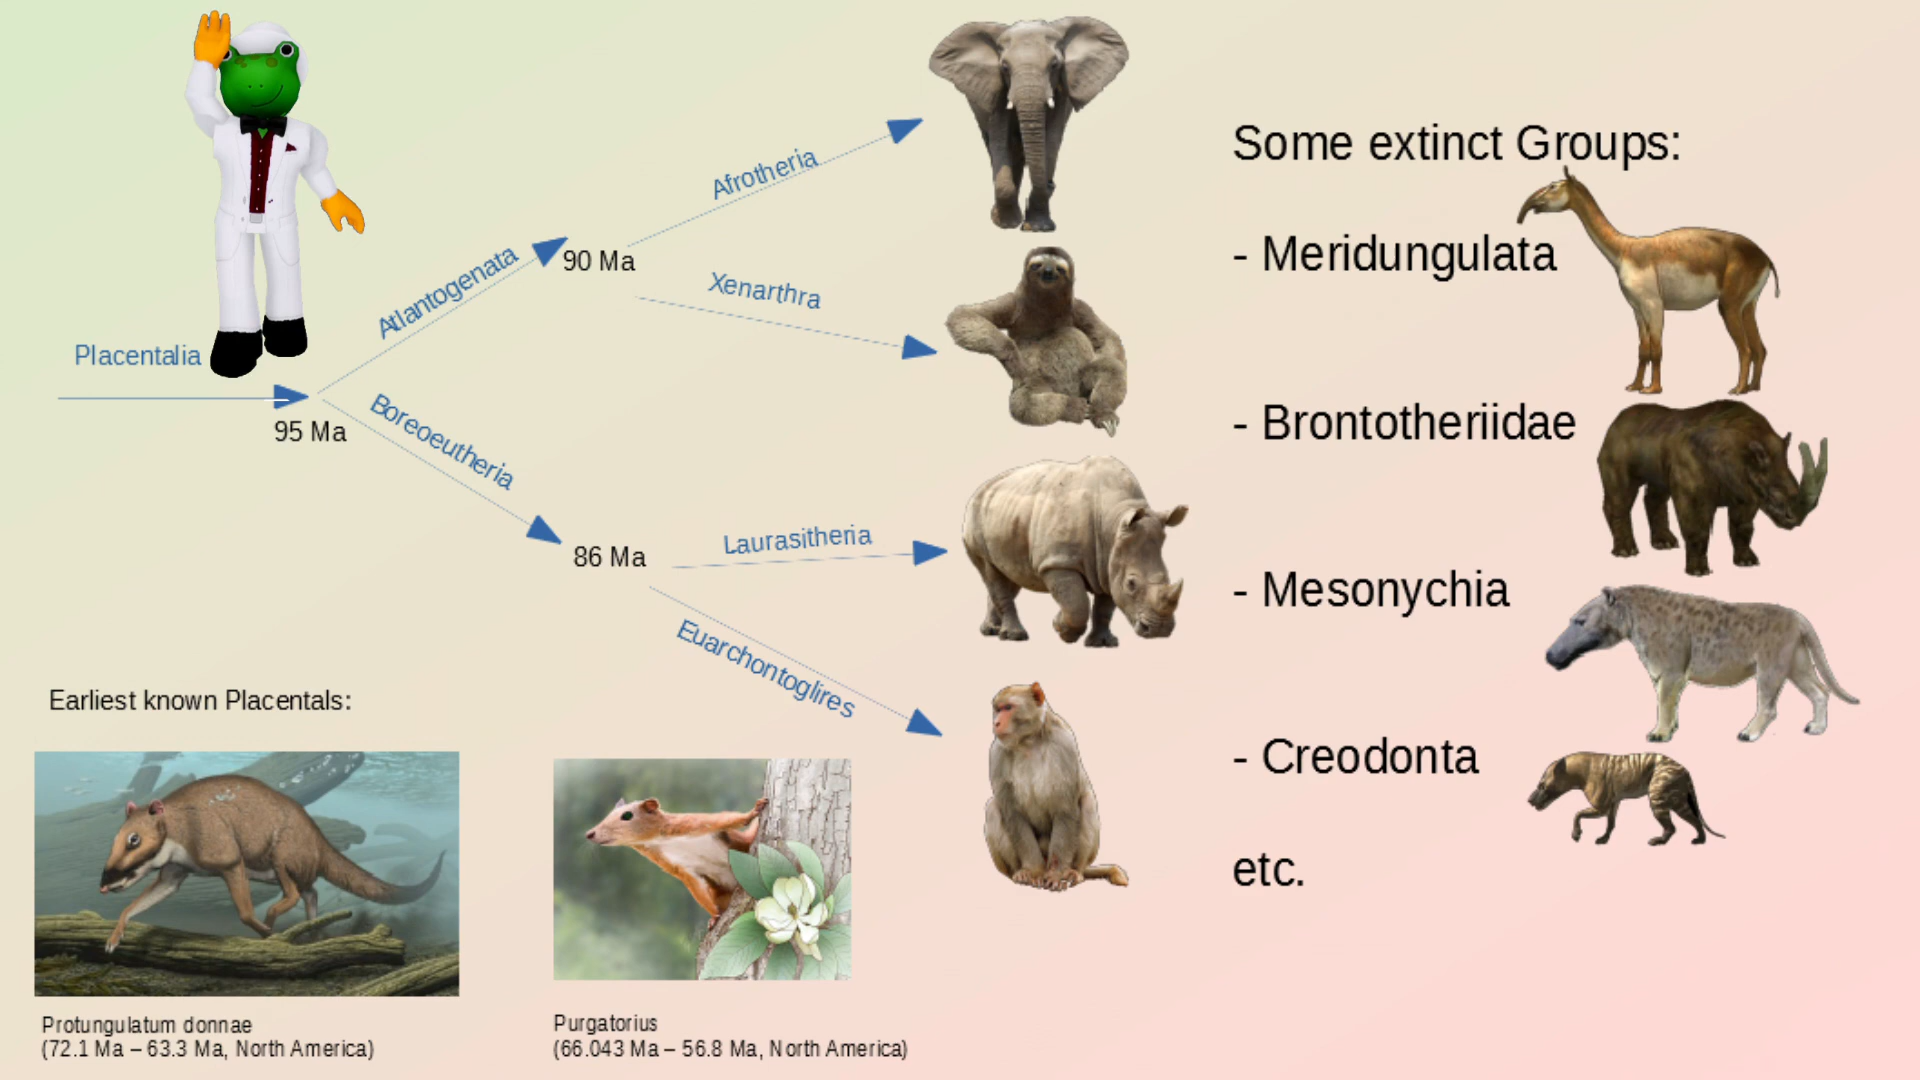 Placentalia
95 Ma
Atlantogenata
90 Ma
Afrotheria
Xenarthra
Boreoeutheria
86 Ma
Laurasitheria
Euarchontoglires
Some extinct Groups:
- Meridungulata
- Brontotheriidae
- Mesonychia
- Creodonta
etc.
Earliest known Placentals:
Protungulatum donnae
(72.1 Ma – 63.3 Ma, North America)
Purgatorius
(66.043 Ma – 56.8 Ma, North America)